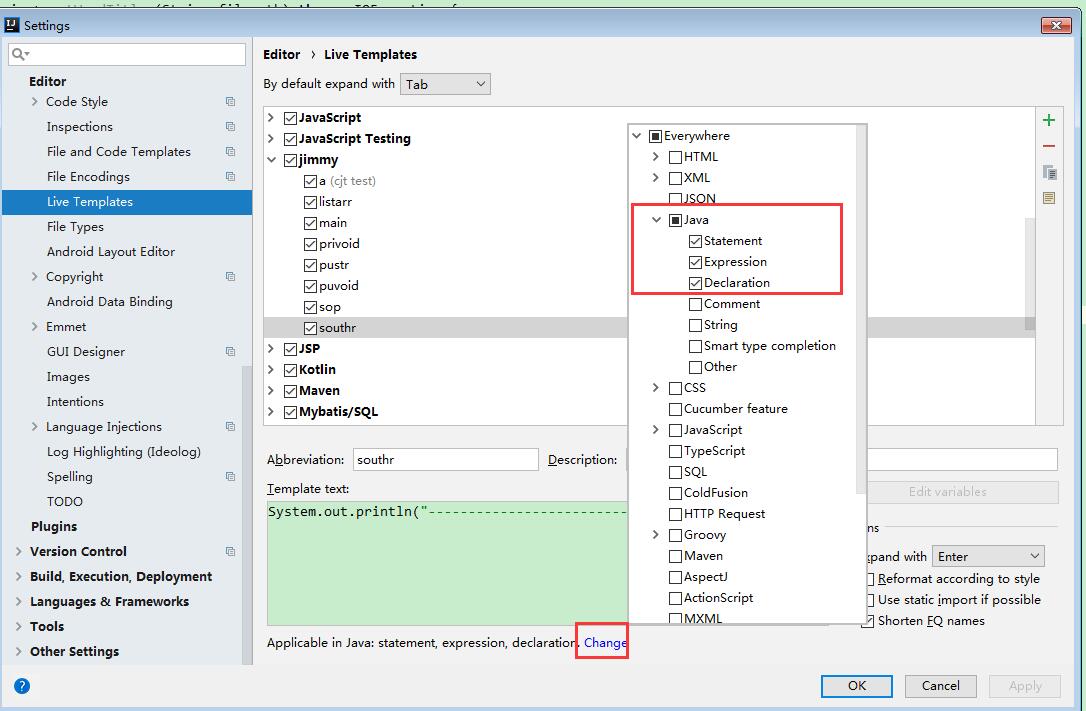 Settings
Editor
Code Style
Inspections
File and Code Templates
File Encodings
Live Templates
File Types
Android Layout Editor
Copyright
Android Data Binding
Emmet
GUI Designer
Images
Intentions
Language Injections
Log Highlighting (Ideolog)
Spelling
TODO
Plugins
Version Control
Build, Execution, Deployment
Languages & Frameworks
Tools
Other Settings
Editor › Live Templates
By default expand with Tab
JavaScript
JavaScript Testing
jimmy
a (cjt test)
listarr
main
privoid
pustr
puvoid
sop
southr
JSP
Kotlin
Maven
Mybatis/SQL
Everywhere
HTML
XML
JSON
Java
Statement
Expression
Declaration
Comment
String
Smart type completion
Other
CSS
Cucumber feature
JavaScript
TypeScript
SQL
ColdFusion
HTTP Request
Groovy
Maven
AspectJ
ActionScript
MXML
Abbreviation: southr Description:
Template text:
System.out.println("--------------------------
Edit variables
ns
xpand with Enter
Reformat according to style
Use static import if possible
Shorten FQ names
Applicable in Java: statement, expression, declaration. Change
? OK Cancel Apply